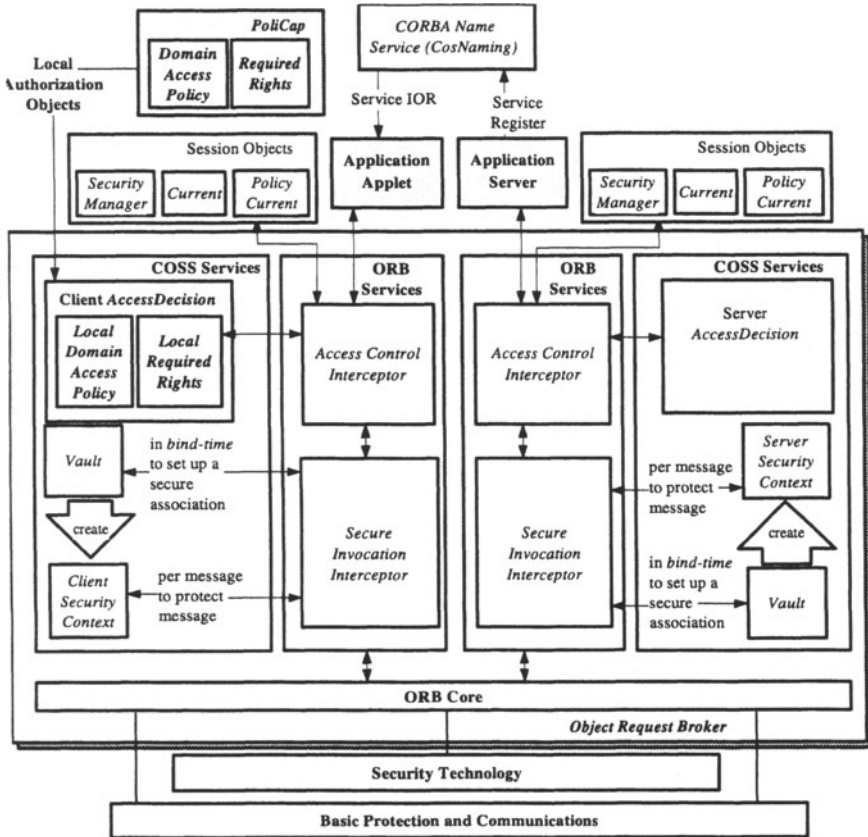 PoliCap
Domain
Access
Policy
Required
Rights
CORBA Name
Service (CosNaming)
Local
Authorization
Objects
Service IOR
Service
Register
Session Objects
Security
Manager
Current
Policy
Current
Application
Applet
Application
Server
Session Objects
Security
Manager
Current
Policy
Current
COSS Services
Client AccessDecision
Local
Domain
Access
Policy
Local
Required
Rights
Vault
in bind-time
to set up a
secure
association
create
Client
Security
Context
per message
to protect
message
ORB
Services
Access Control
Interceptor
Secure
Invocation
Interceptor
ORB
Services
Access Control
Interceptor
Secure
Invocation
Interceptor
COSS Services
Server
AccessDecision
per message
to protect
message
Server
Security
Context
create
in bind-time
to set up a
secure
association
Vault
ORB Core
Object Request Broker
Security Technology
Basic Protection and Communications